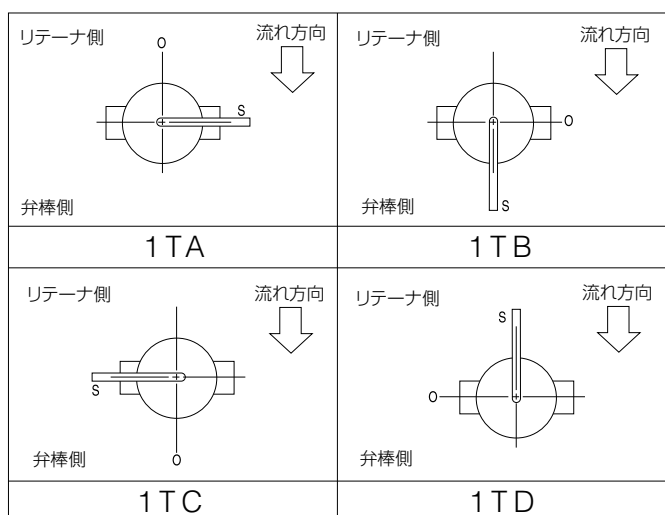 リテーナ側
流れ方向
O
S
弁棒側
1TA
リテーナ側
流れ方向
O
S
弁棒側
1TB
リテーナ側
流れ方向
S
弁棒側
O
1TC
リテーナ側
流れ方向
S
O
弁棒側
1TD